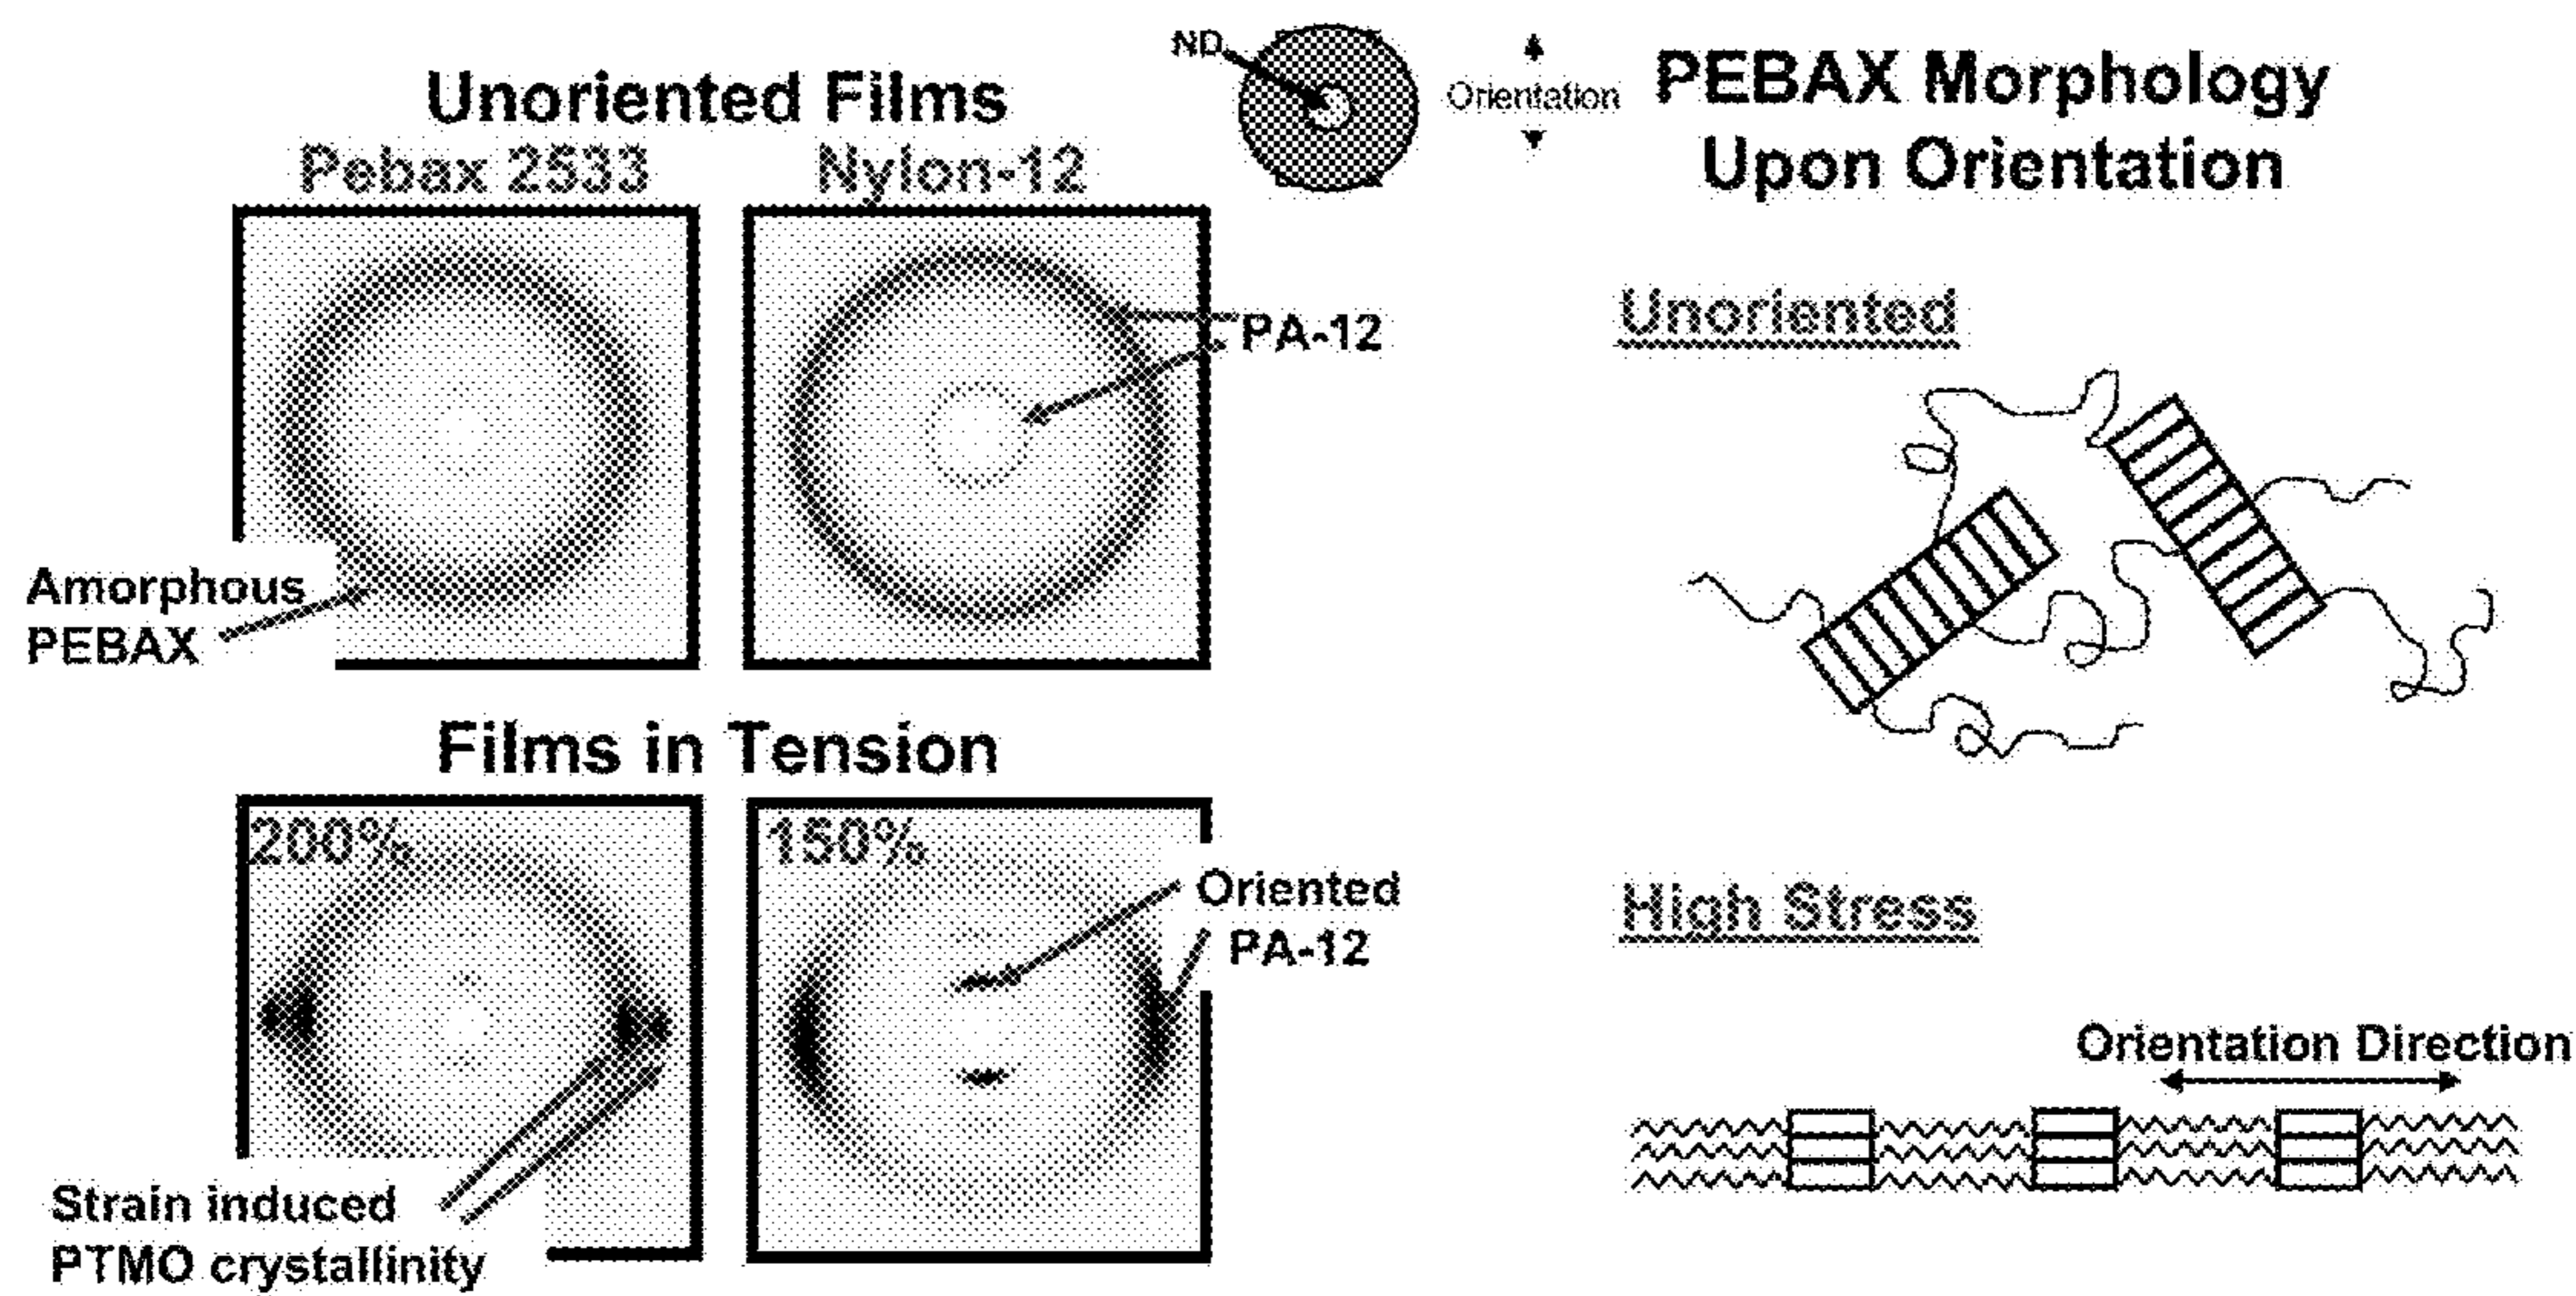 Unoriented Films
Pebax 2533
Nylon-12
ND
Orientation
PA-12
Amorphous
PEBAX
Films in Tension
200%
150%
Oriented
PA-12
Strain induced
PTMO crystallinity
PEBAX Morphology
Upon Orientation
Unoriented
High Stress
Orientation Direction